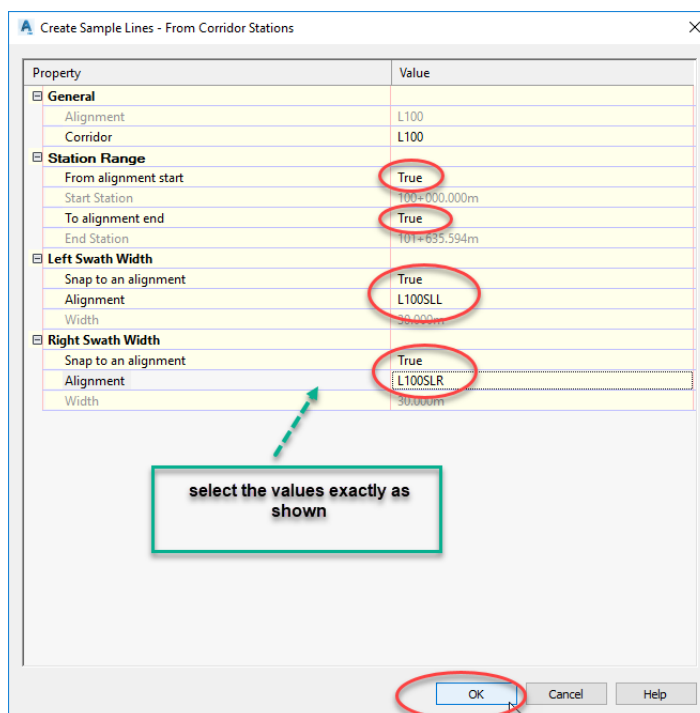 Create Sample Lines - From Corridor Stations
Property Value
General
Alignment L100
Corridor L100
Station Range
From alignment start True
Start Station 100+000.000m
To alignment end True
End Station 101+635.594m
Left Swath Width
Snap to an alignment True
Alignment L100SLL
Width 30.000m
Right Swath Width
Snap to an alignment True
Alignment L100SLR
Width 30.000m
select the values exactly as
shown
OK Cancel Help